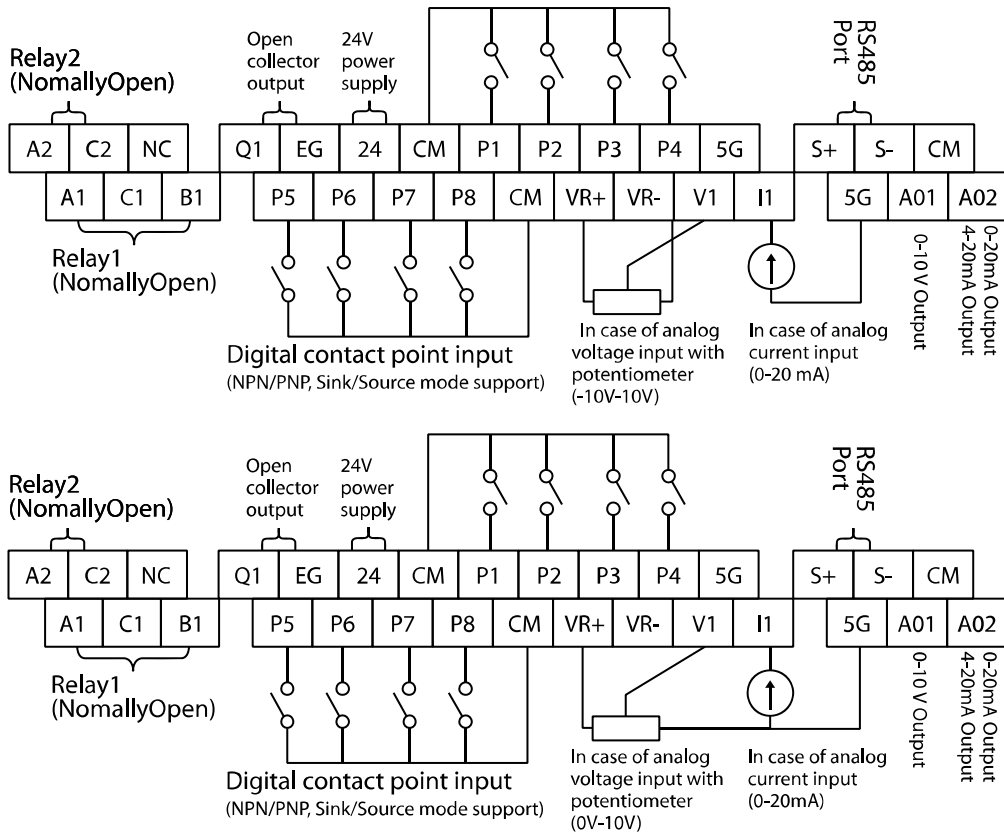 Relay2
(NomallyOpen)
Open
collector
output
24V
power
supply
RS485
Port
A2 C2 NC Q1 EG 24 CM P1 P2 P3 P4 5G S+ S- CM
A1 C1 B1 P5 P6 P7 P8 CM VR+ VR- V1 I1 5G A01 A02
Relay1
(NomallyOpen)
Digital contact point input
(NPN/PNP, Sink/Source mode support)
In case of analog
voltage input with
potentiometer
(-10V-10V)
In case of analog
current input
(0-20 mA)
0-10 V Output
0-20mA Output
4-20mA Output
Relay2
(NomallyOpen)
Open
collector
output
24V
power
supply
RS485
Port
A2 C2 NC Q1 EG 24 CM P1 P2 P3 P4 5G S+ S- CM
A1 C1 B1 P5 P6 P7 P8 CM VR+ VR- V1 I1 5G A01 A02
Relay1
(NomallyOpen)
Digital contact point input
(NPN/PNP, Sink/Source mode support)
In case of analog
voltage input with
potentiometer
(0V-10V)
In case of analog
current input
(0-20mA)
0-10 V Output
0-20mA Output
4-20mA Output